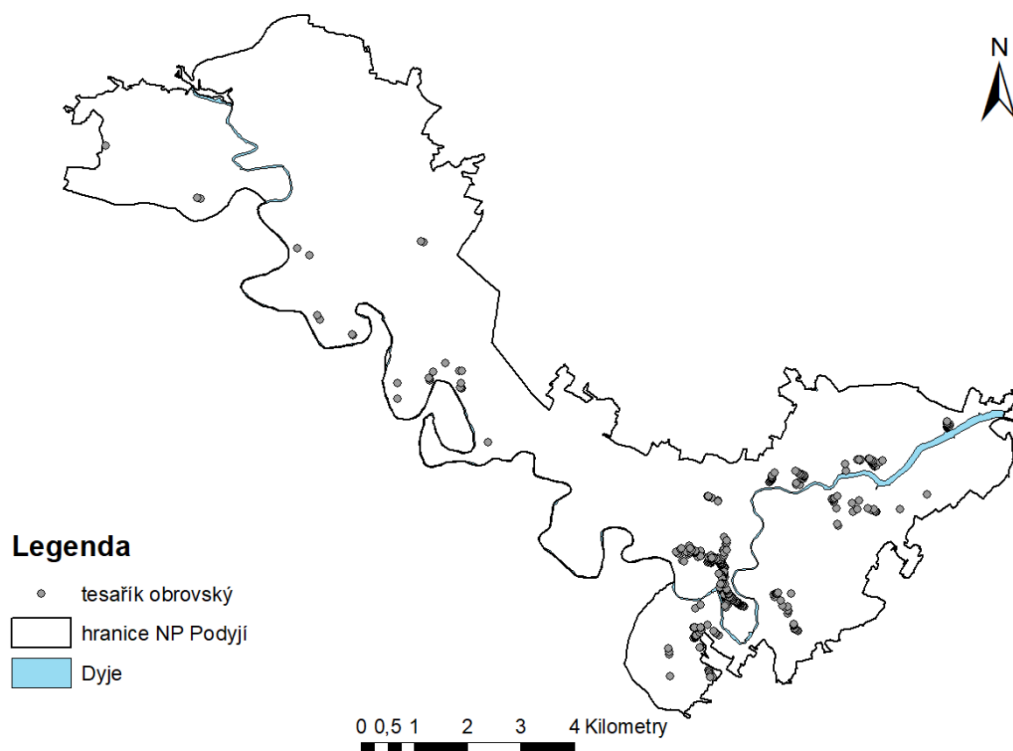 N
Legenda
tesařík obrovský
hranice NP Podyjí
Dyje
0 0,5 1 2 3 4 Kilometry